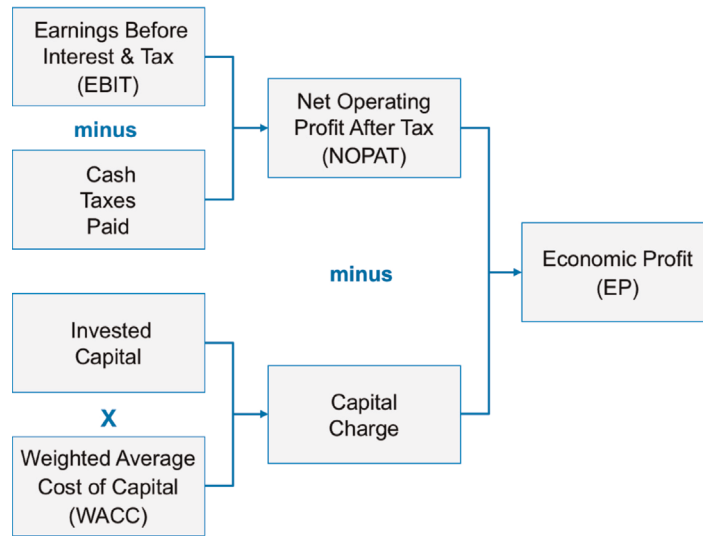 Earnings Before
Interest & Tax
(EBIT)
minus
Cash
Taxes
Paid
Net Operating
Profit After Tax
(NOPAT)
minus
Economic Profit
(EP)
Invested
Capital
X
Weighted Average
Cost of Capital
(WACC)
Capital
Charge